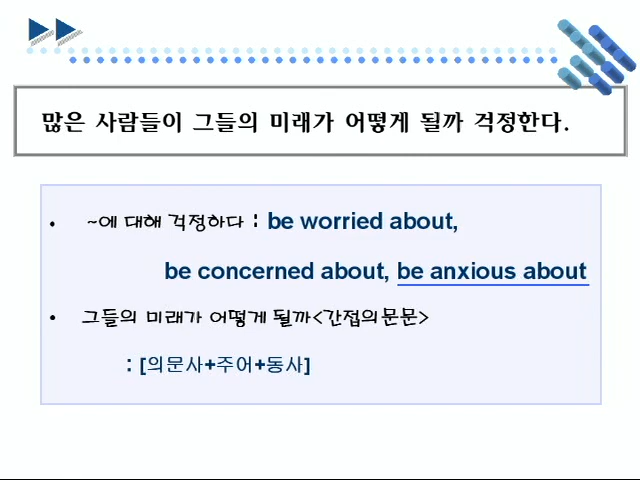 많은 사람들이 그들의 미래가 어떻게 될까 걱정한다.
• ~에 대해 걱정하다 : be worried about,
be concerned about, be anxious about
• 그들의 미래가 어떻게 될까<간접의문문>
: [의문사+주어+동사]